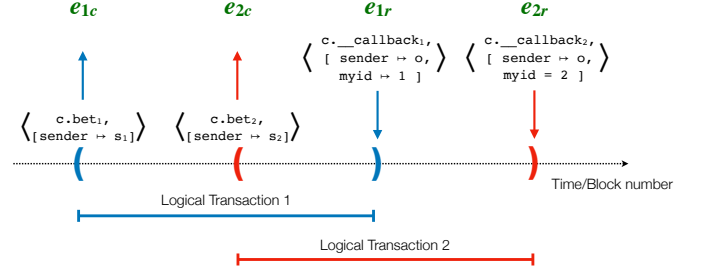 e1c e2c e1r e2r
⟨ c.__callback₁, ⟩ ⟨ c.__callback₂, ⟩
[ sender ↦ o, [ sender ↦ o,
myid ↦ 1 ] myid = 2 ]
⟨ c.bet₁, ⟩ ⟨ c.bet₂, ⟩
[sender ↦ s₁] [sender ↦ s₂]
( ( ) )
Time/Block number
Logical Transaction 1
Logical Transaction 2